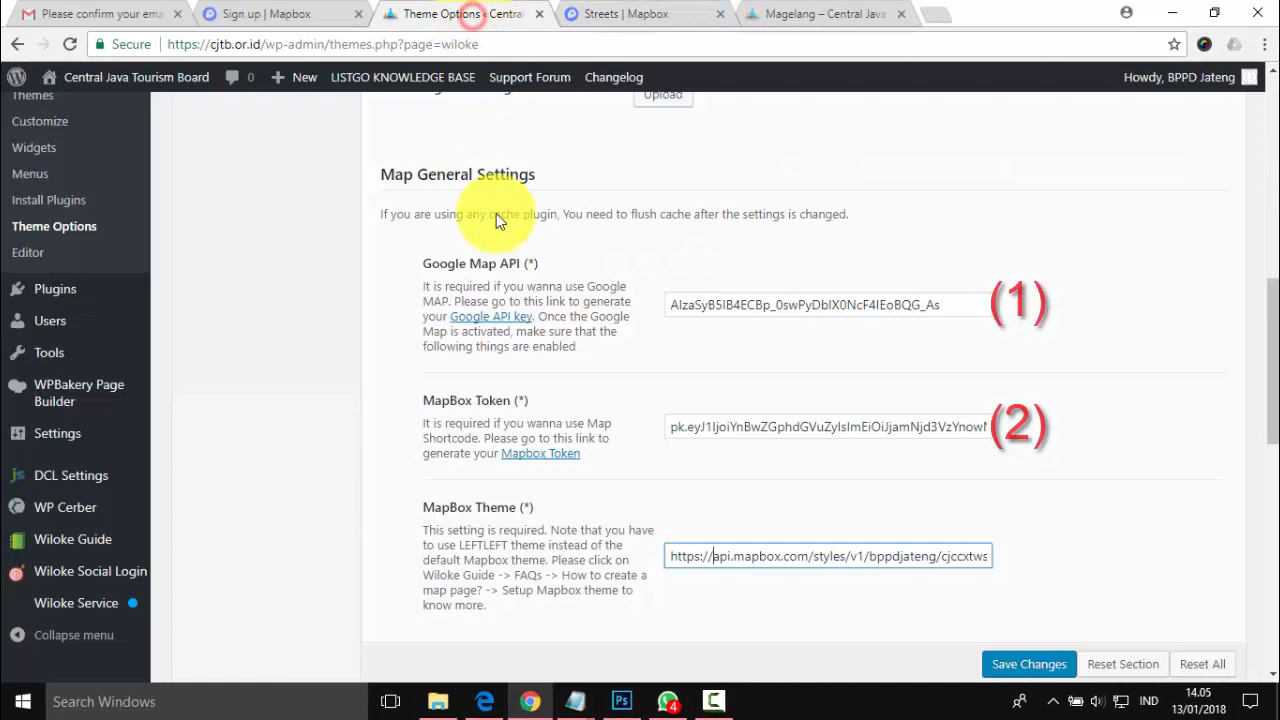 Please confirm your ema
Sign up | Mapbox
Theme Options ‹ Centra
Streets | Mapbox
Magelang – Central Java
Secure
https://cjtb.or.id/wp-admin/themes.php?page=wiloke
Central Java Tourism Board
0
New
LISTGO KNOWLEDGE BASE
Support Forum
Changelog
Howdy, BPPD Jateng
Themes
Customize
Widgets
Menus
Install Plugins
Theme Options
Editor
Plugins
Users
Tools
WPBakery Page
Builder
Settings
DCL Settings
WP Cerber
Wiloke Guide
Wiloke Social Login
Wiloke Service
Collapse menu
Upload
Map General Settings
If you are using any cache plugin, You need to flush cache after the settings is changed.
Google Map API (*)
It is required if you wanna use Google
MAP. Please go to this link to generate
your Google API key. Once the Google
Map is activated, make sure that the
following things are enabled
AIzaSyB5IB4ECBp_0swPyDbIX0NcF4IEoBQG_As
(1)
MapBox Token (*)
It is required if you wanna use Map
Shortcode. Please go to this link to
generate your Mapbox Token
pk.eyJ1IjoiYnBwZGphdGVuZyIsImEiOiJjamNjd3VzYnowN
(2)
MapBox Theme (*)
This setting is required. Note that you have
to use LEFTLEFT theme instead of the
default Mapbox theme. Please click on
Wiloke Guide -> FAQs -> How to create a
map page? -> Setup Mapbox theme to
know more.
https://api.mapbox.com/styles/v1/bppdjateng/cjccxtws
Save Changes
Reset Section
Reset All
Search Windows
4
IND
14.05
13/01/2018